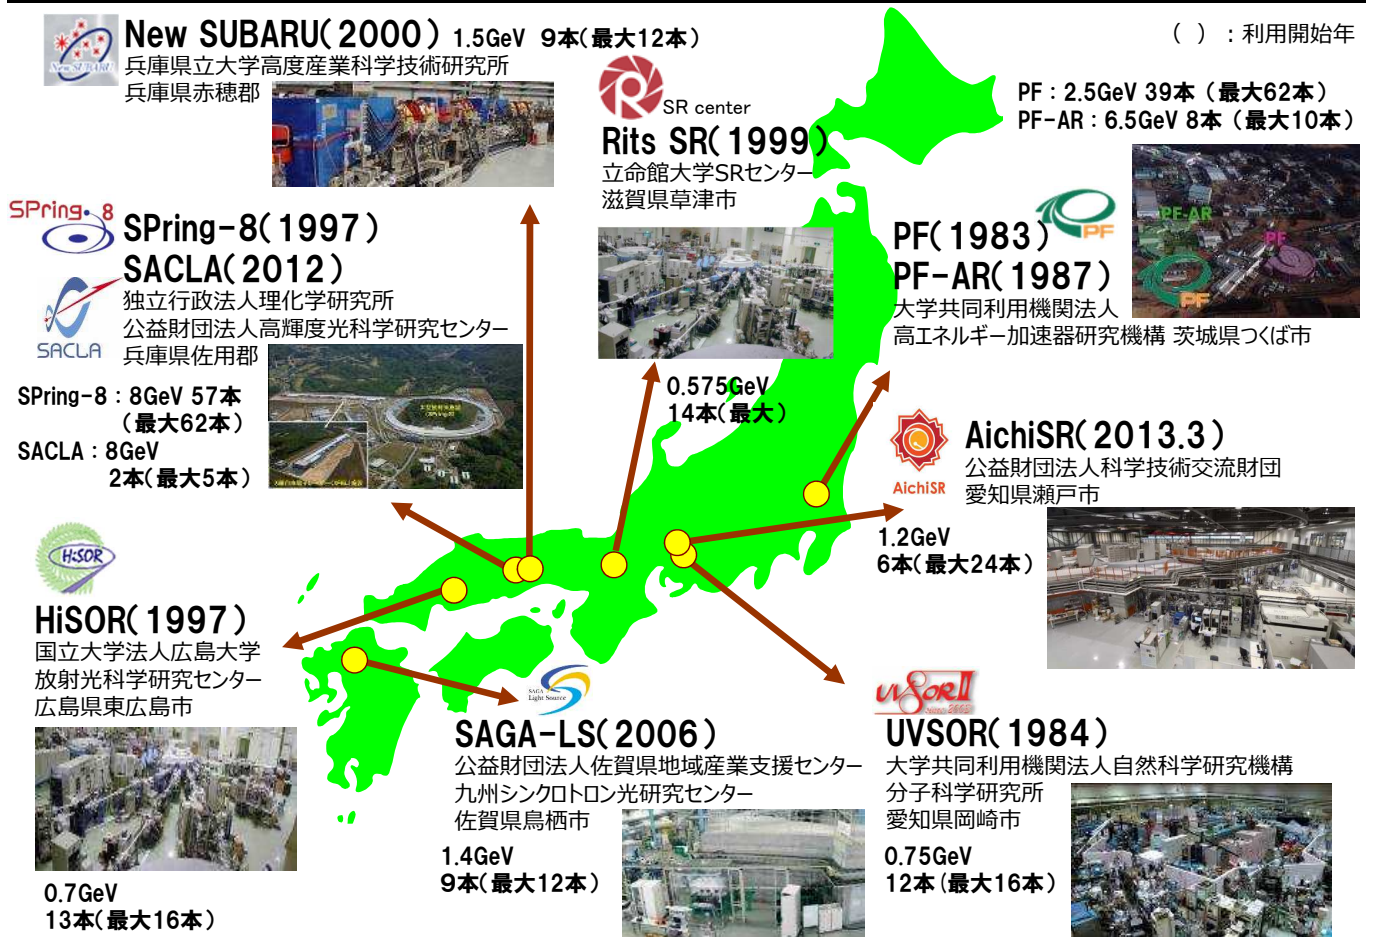 New SUBARU
New SUBARU(2000) 1.5GeV 9本(最大12本)
兵庫県立大学高度産業科学技術研究所
兵庫県赤穂郡
( ) :利用開始年
SR center
Rits SR(1999)
立命館大学SRセンター
滋賀県草津市
0.575GeV
14本(最大)
PF:2.5GeV 39本(最大62本)
PF-AR:6.5GeV 8本(最大10本)
PF-AR
PF
PF
PF
PF(1983)
PF-AR(1987)
大学共同利用機関法人
高エネルギー加速器研究機構 茨城県つくば市
SPring-8
SACLA
SPring-8(1997)
SACLA(2012)
独立行政法人理化学研究所
公益財団法人高輝度光科学研究センター
兵庫県佐用郡
SPring-8:8GeV 57本
(最大62本)
SACLA:8GeV
2本(最大5本)
AichiSR
AichiSR(2013.3)
公益財団法人科学技術交流財団
愛知県瀬戸市
1.2GeV
6本(最大24本)
HiSOR
HiSOR(1997)
国立大学法人広島大学
放射光科学研究センター
広島県東広島市
0.7GeV
13本(最大16本)
SAGA
Light Source
SAGA-LS(2006)
公益財団法人佐賀県地域産業支援センター
九州シンクロトロン光研究センター
佐賀県鳥栖市
1.4GeV
9本(最大12本)
UVSOR II
UVSOR(1984)
大学共同利用機関法人自然科学研究機構
分子科学研究所
愛知県岡崎市
0.75GeV
12本(最大16本)